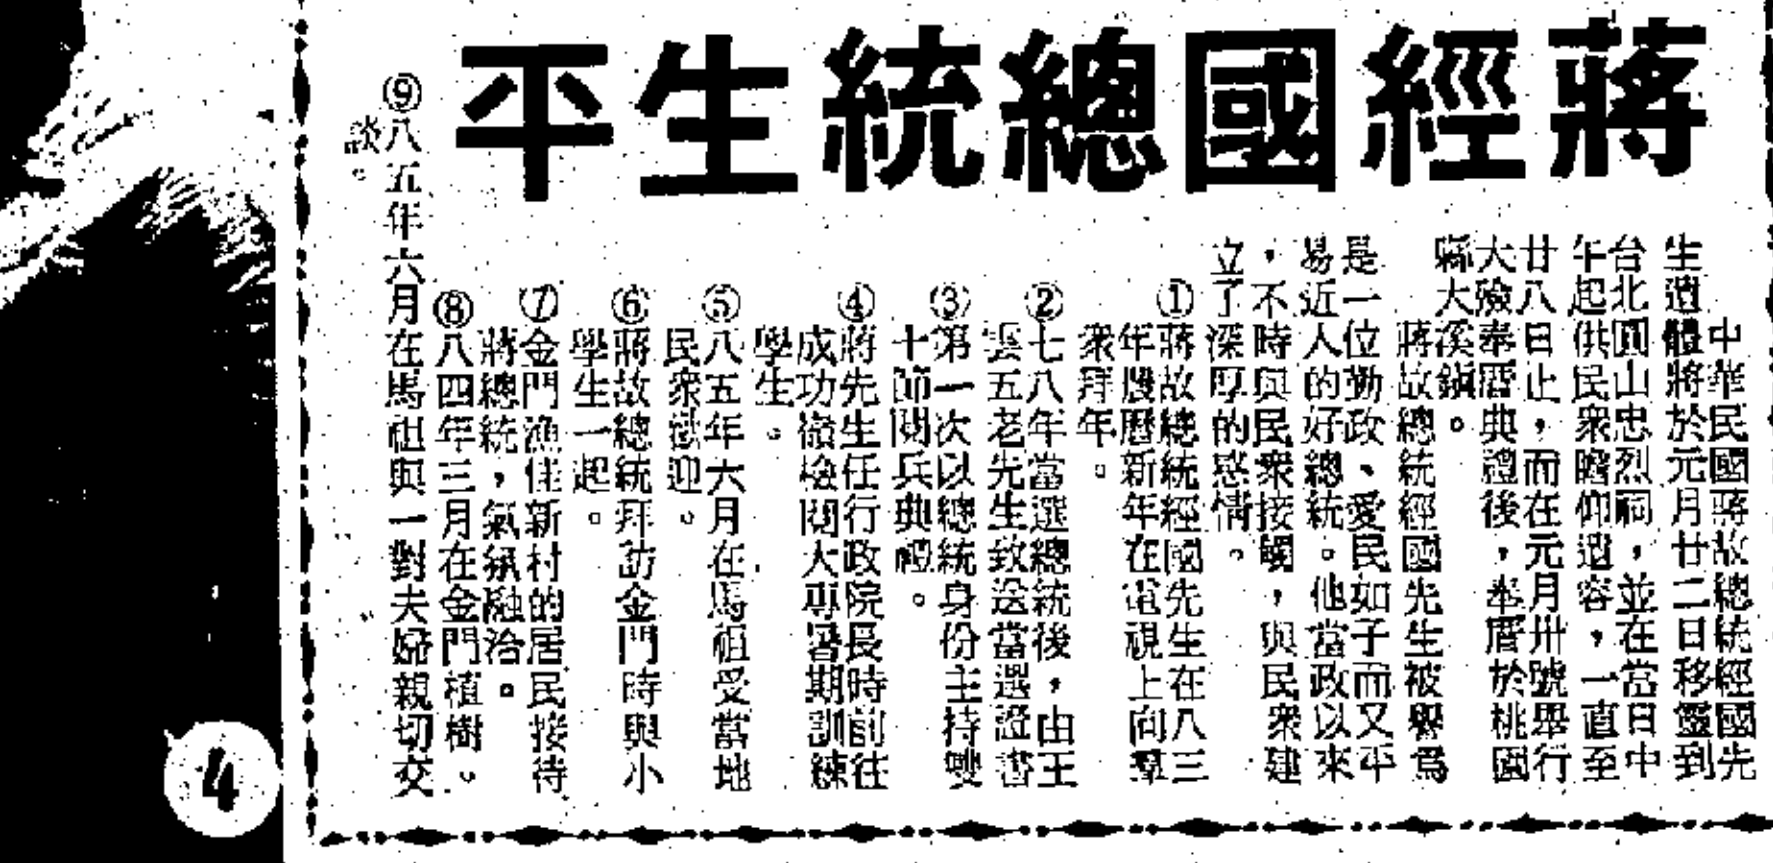 蔣經國總統生平
中華民國蔣故總統經國先
生遺體將於元月廿二日移靈到
台北圓山忠烈祠，並在當日中
午起供民衆瞻仰遺容，一直至
廿八日止，而在元月卅號舉行
大殮奉厝典禮後，奉厝於桃園
縣大溪鎮。
蔣故總統經國先生被譽爲
是一位勤政、愛民如子而又平
易近人的好總統。他當政以來
，不時與民衆接觸，與民衆建
立了深厚的感情。
①蔣故總統經國先生在八三
年農曆新年在電視上向羣
衆拜年。
②七八年當選總統後，由王
雲五老先生致送當選證書
③第一次以總統身份主持雙
十節閱兵典禮。
④蔣先生任行政院長時前往
成功嶺檢閱大專暑期訓練
學生。
⑤八五年六月在馬祖受當地
民衆歡迎。
⑥蔣故總統拜訪金門時與小
學生一起。
⑦金門漁佳新村的居民接待
蔣總統，氣氛融洽。
⑧八四年三月在金門植樹。
⑨八五年六月在馬祖與一對夫婦親切交
談。
4